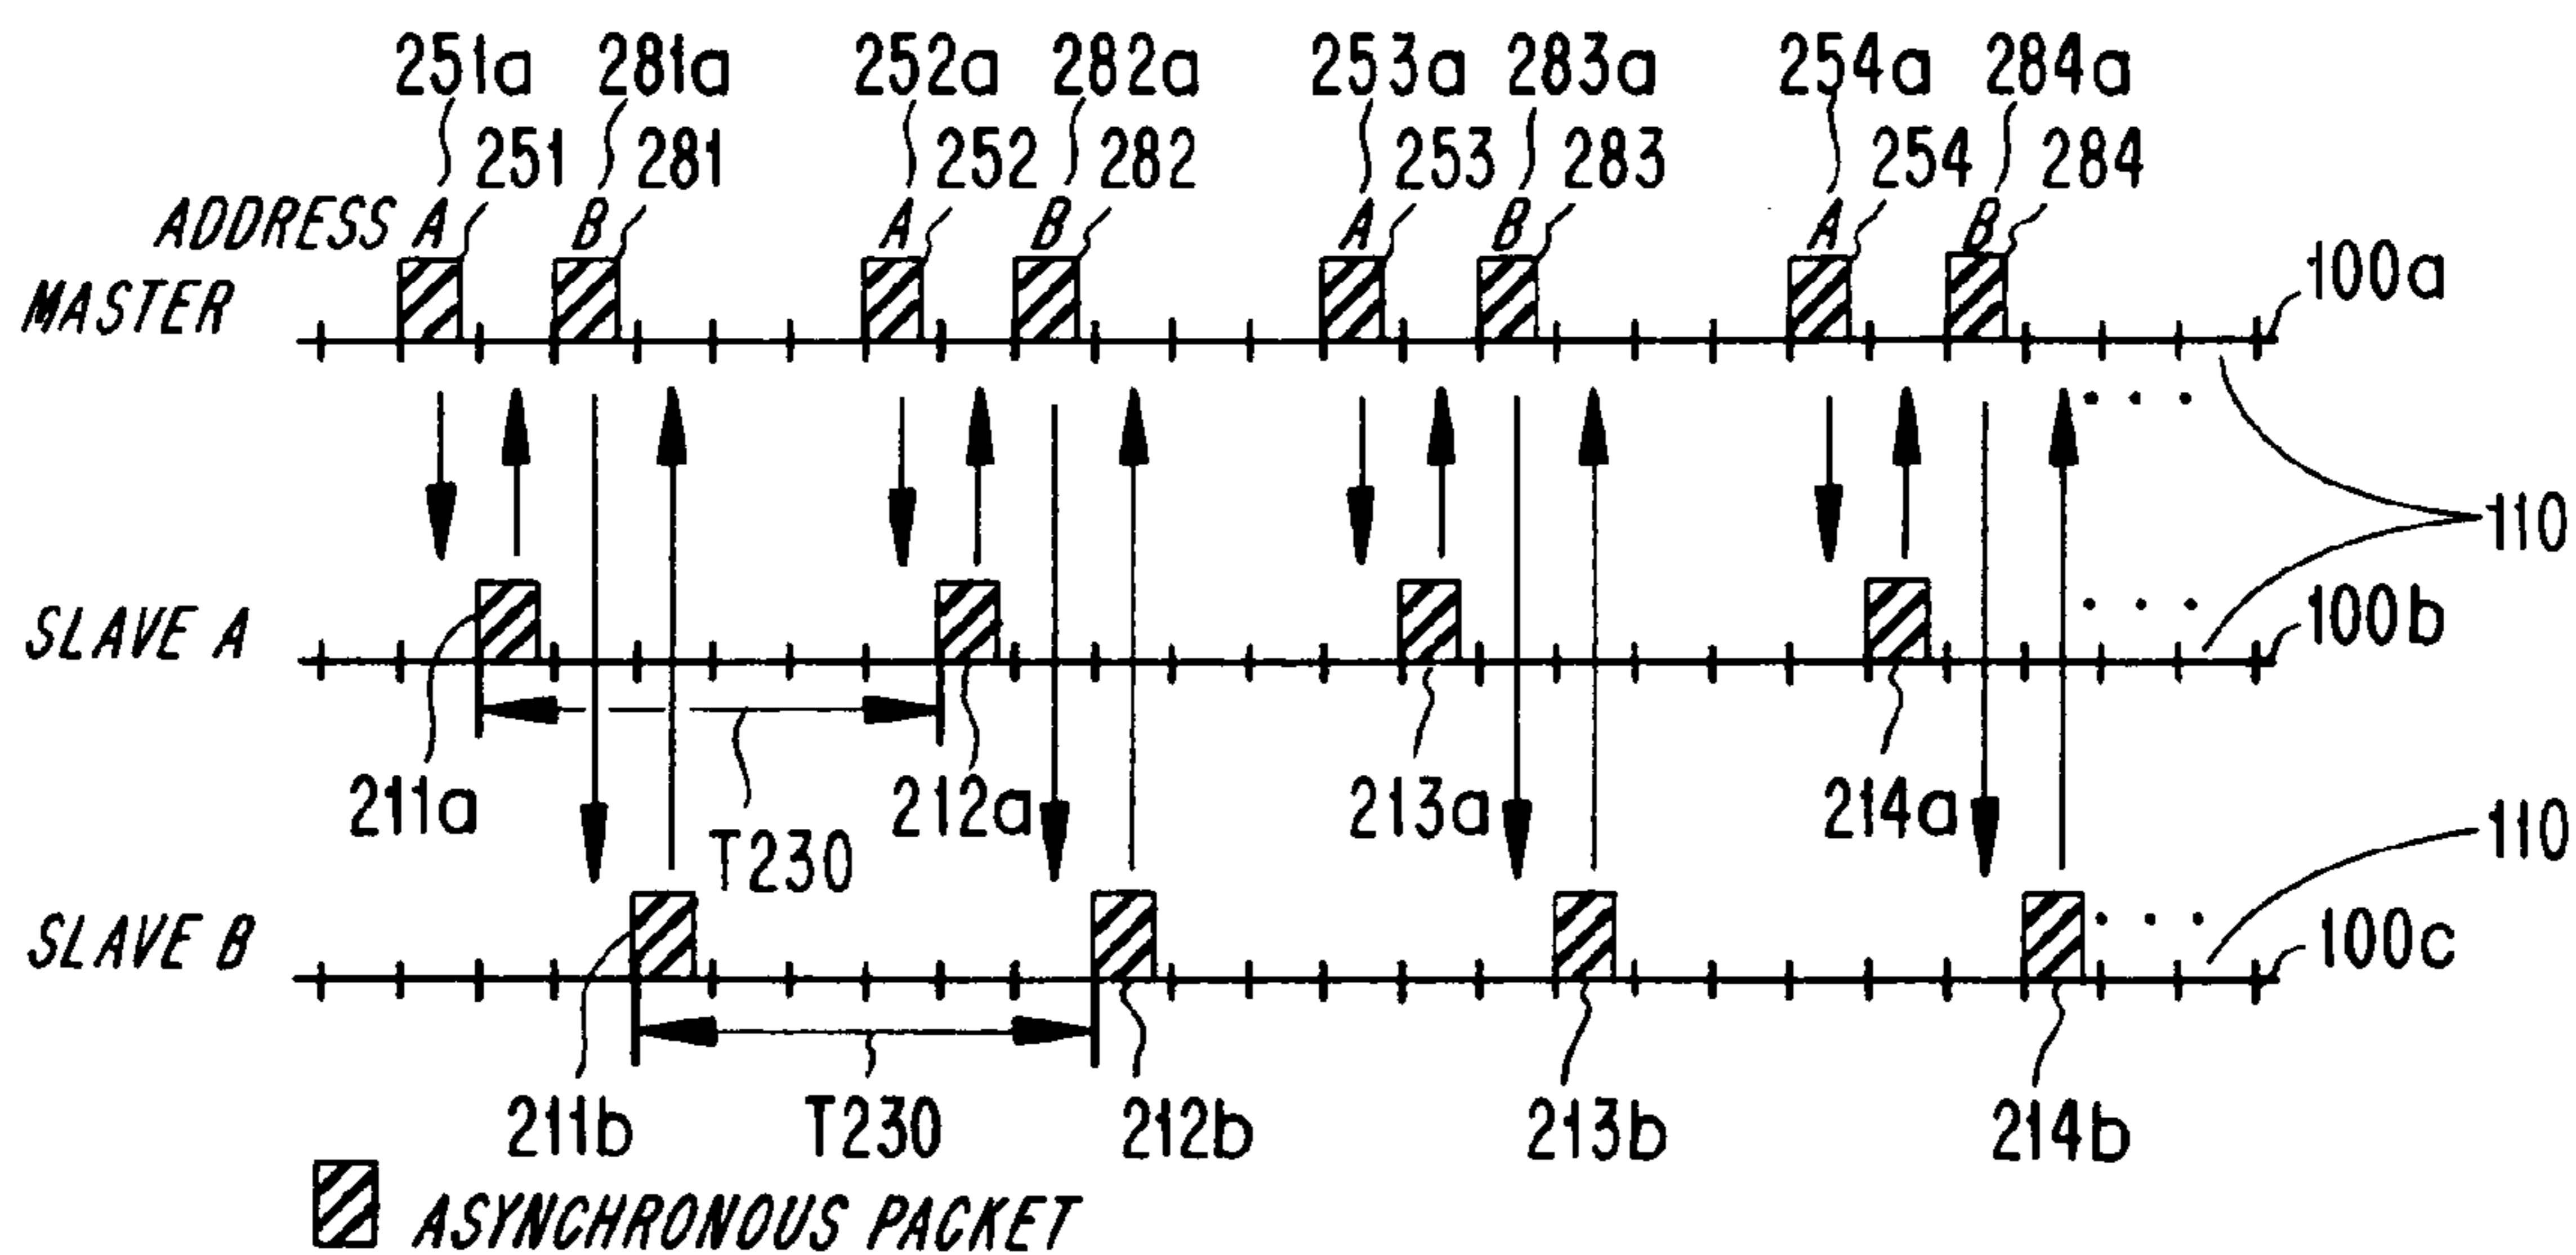 251a 281a 252a 282a 253a 283a 254a 284a
251 281 252 282 253 283 254 284
ADDRESS A B A B A B A B
MASTER 100a
110
SLAVE A 100b
211a 212a 213a 214a
T230
110
SLAVE B 100c
211b T230 212b 213b 214b
ASYNCHRONOUS PACKET